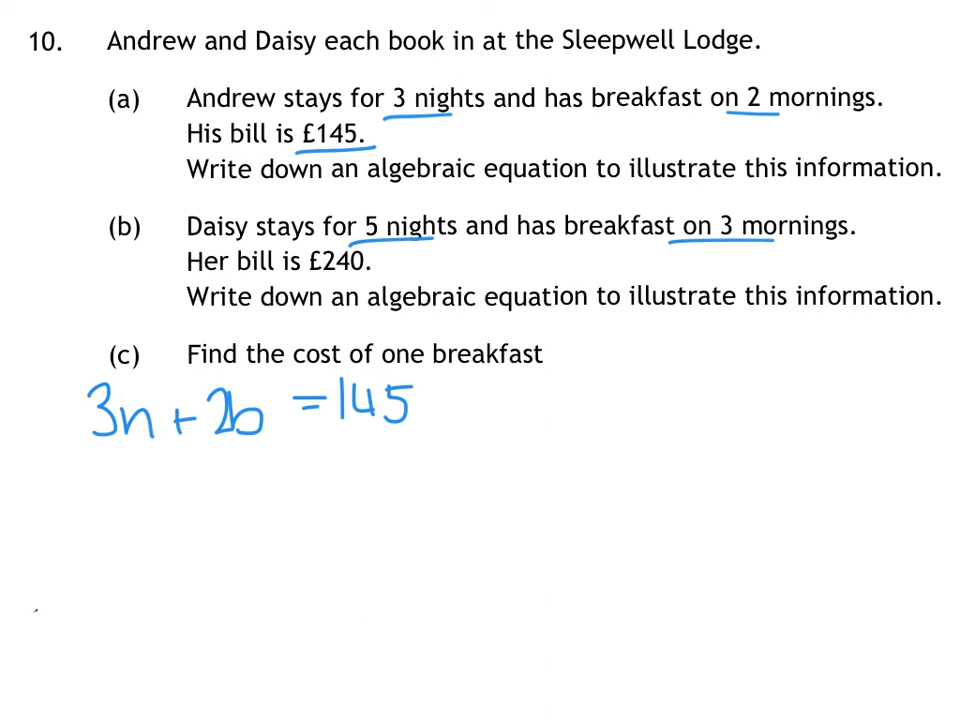 10. Andrew and Daisy each book in at the Sleepwell Lodge.
(a) Andrew stays for 3 nights and has breakfast on 2 mornings.
His bill is £145.
Write down an algebraic equation to illustrate this information.
(b) Daisy stays for 5 nights and has breakfast on 3 mornings.
Her bill is £240.
Write down an algebraic equation to illustrate this information.
(c) Find the cost of one breakfast
3n + 2b = 145